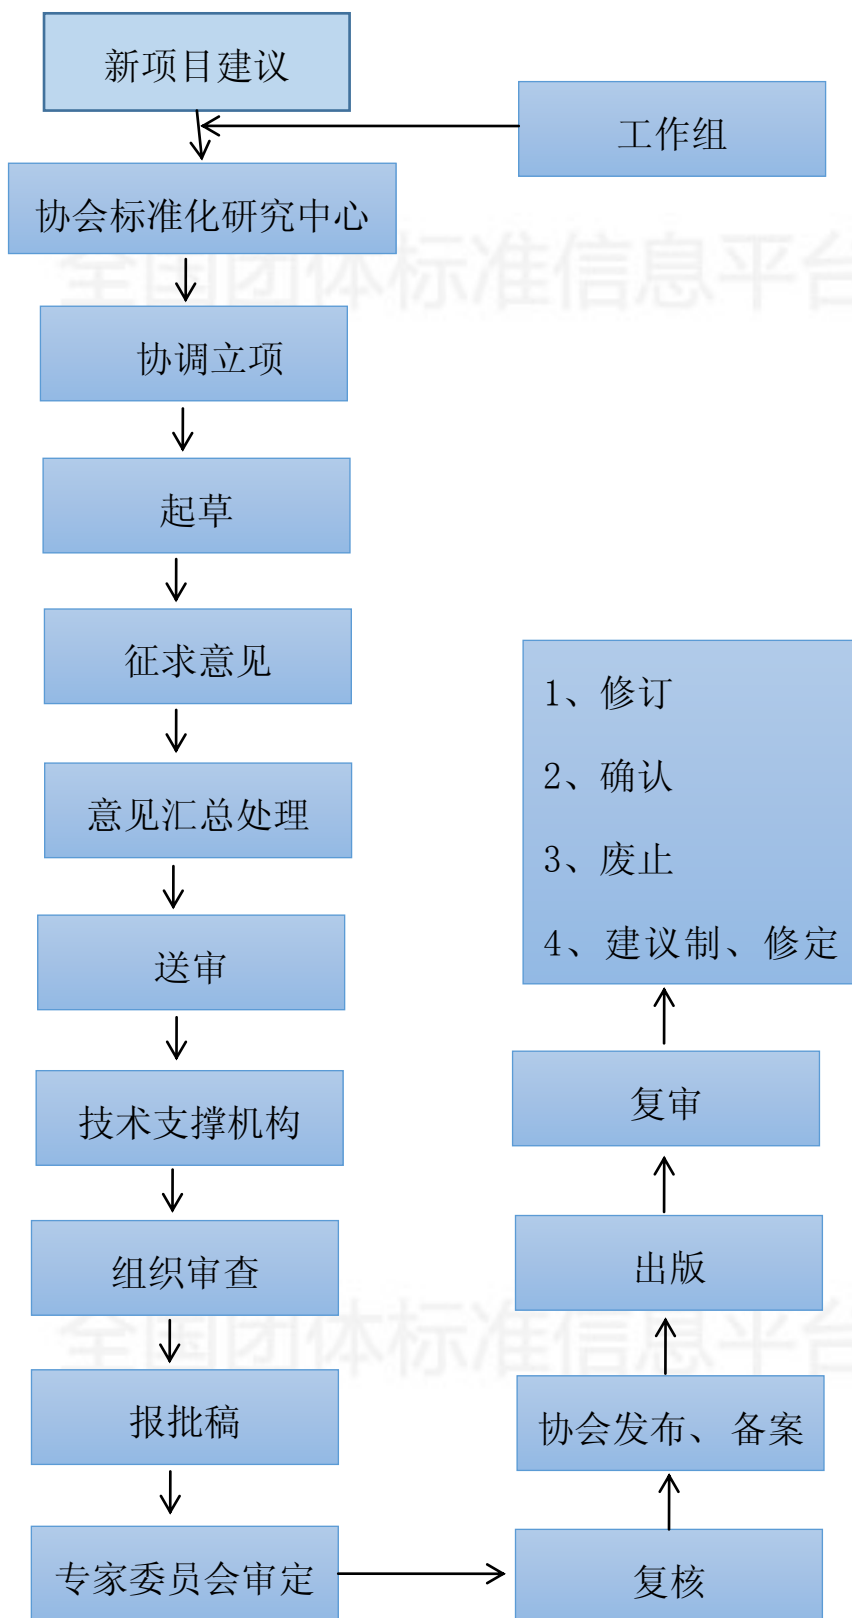 新项目建议
工作组
协会标准化研究中心
全国团体标准信息平台
协调立项
起草
征求意见
意见汇总处理
送审
技术支撑机构
组织审查
全国团体标准信息平台
报批稿
专家委员会审定
1、修订
2、确认
3、废止
4、建议制、修定
复审
出版
协会发布、备案
复核